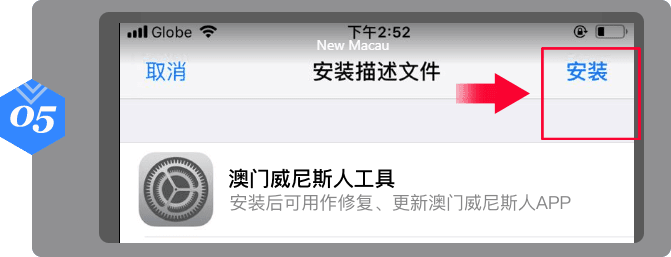 Globe 下午2:52
New Macau
取消 安装描述文件 安装
05
澳门威尼斯人工具
安装后可用作修复、更新澳门威尼斯人APP